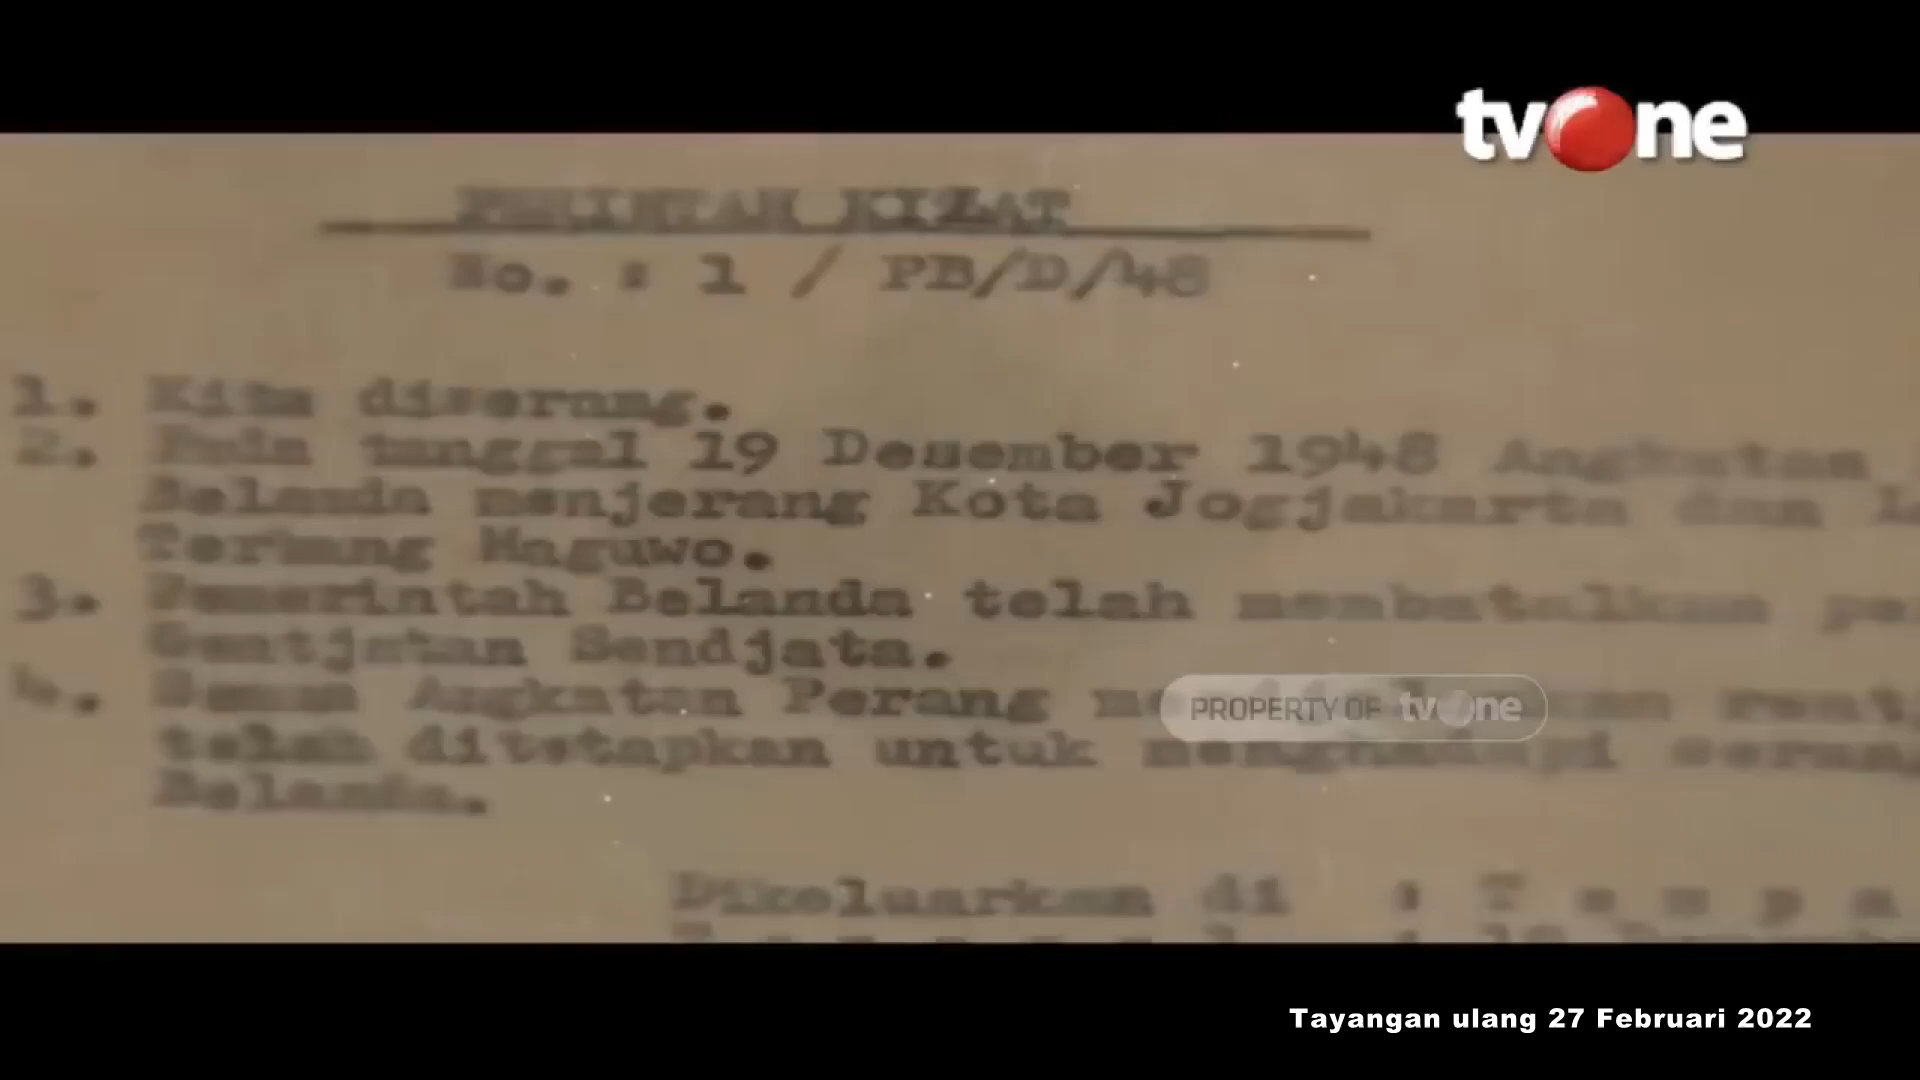 tvOne
PERINTAH KILAT
No. : 1 / PB/D/48
1. Kita diserang.
2. Pada tanggal 19 Desember 1948 Angkatan
Belanda menjerang Kota Jogjakarta dan
Terbang Maguwo.
3. Pemerintah Belanda telah membatalkan
Gentjatan Sendjata.
4. Semua Angkatan Perang
PROPERTY OF tvOne
telah ditetapkan untuk menghadapi
Belanda.
Dikeluarkan di :
Tayangan ulang 27 Februari 2022